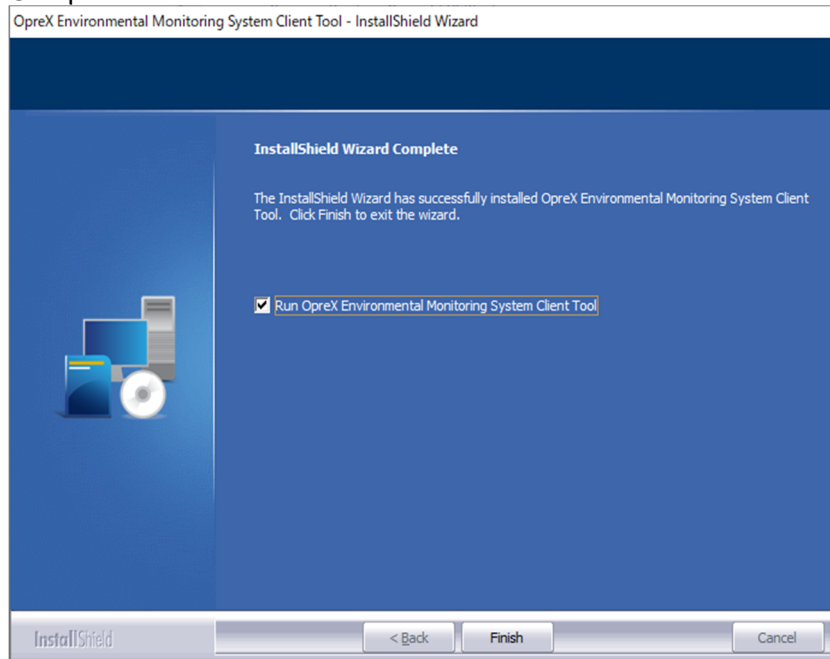 OpreX Environmental Monitoring System Client Tool - InstallShield Wizard
InstallShield Wizard Complete
The InstallShield Wizard has successfully installed OpreX Environmental Monitoring System Client
Tool. Click Finish to exit the wizard.
Run OpreX Environmental Monitoring System Client Tool
InstallShield
< Back
Finish
Cancel